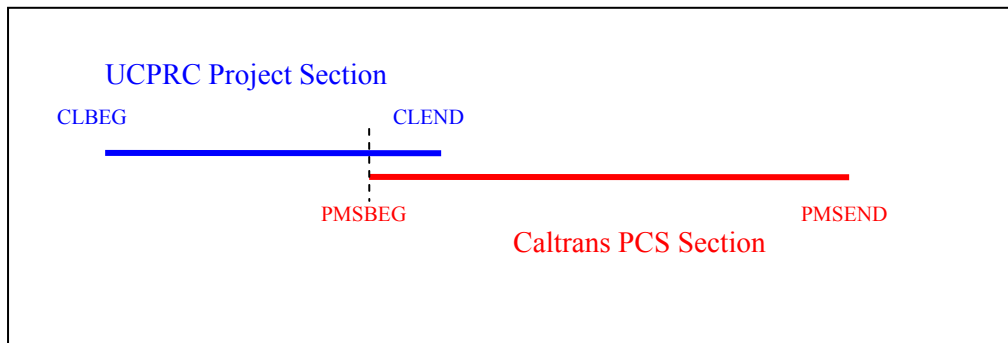 UCPRC Project Section
CLBEG CLEND
PMSBEG PMSEND
Caltrans PCS Section